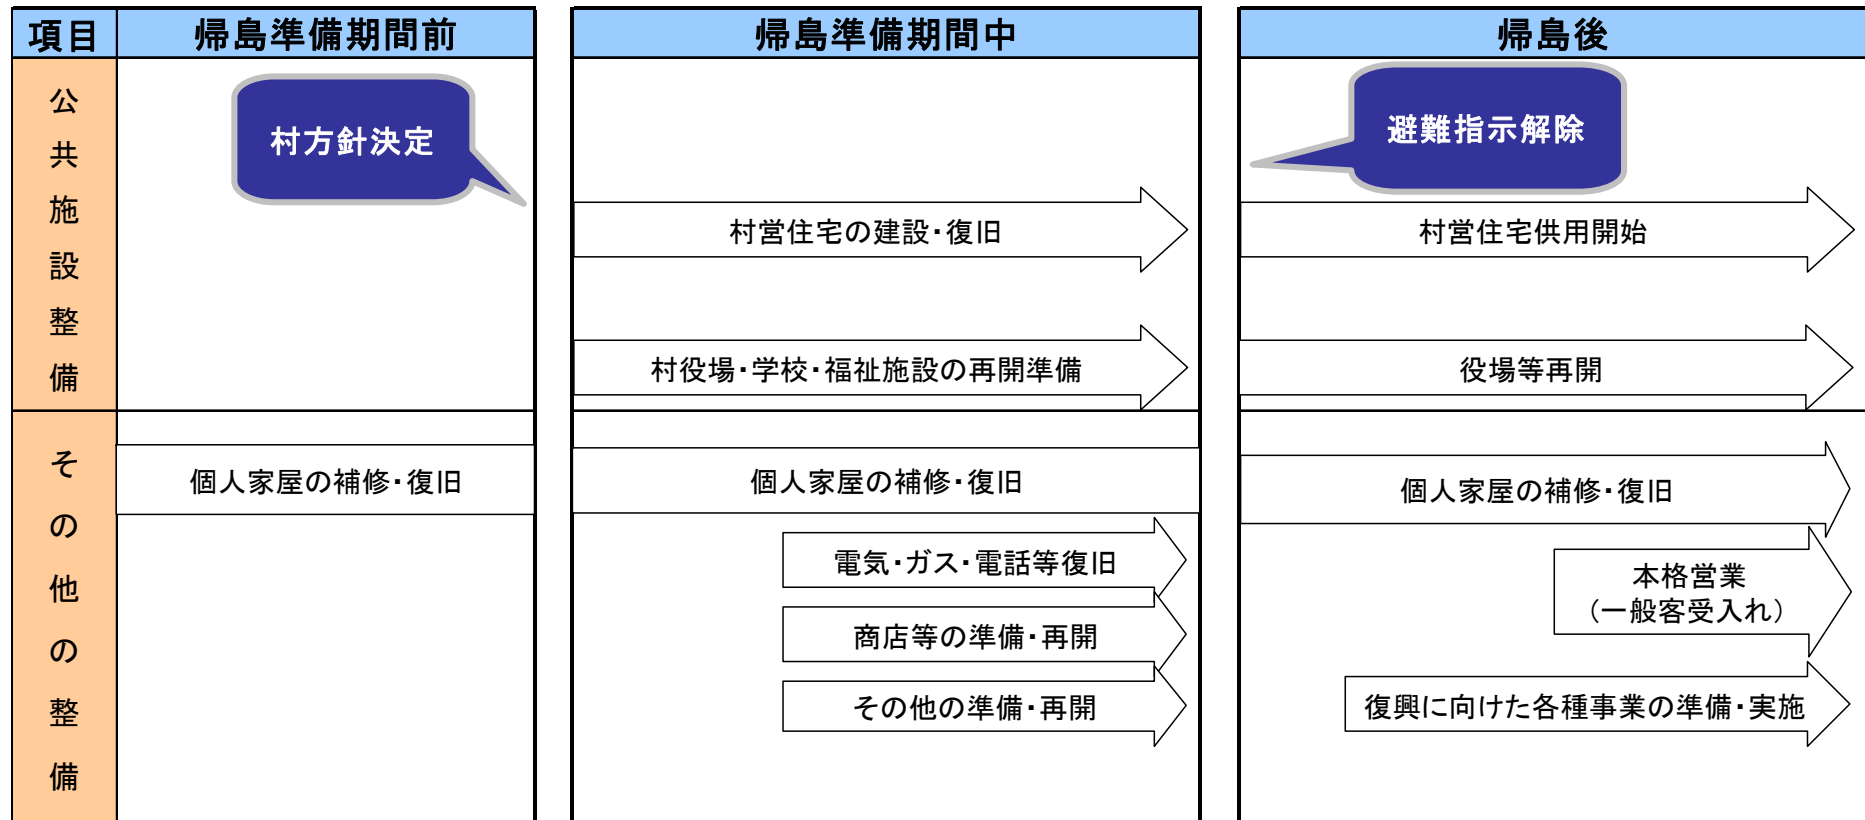 項目
帰島準備期間前
帰島準備期間中
帰島後
公共施設整備
村方針決定
避難指示解除
村営住宅の建設・復旧
村営住宅供用開始
村役場・学校・福祉施設の再開準備
役場等再開
その他の整備
個人家屋の補修・復旧
個人家屋の補修・復旧
個人家屋の補修・復旧
電気・ガス・電話等復旧
商店等の準備・再開
その他の準備・再開
本格営業
（一般客受入れ）
復興に向けた各種事業の準備・実施